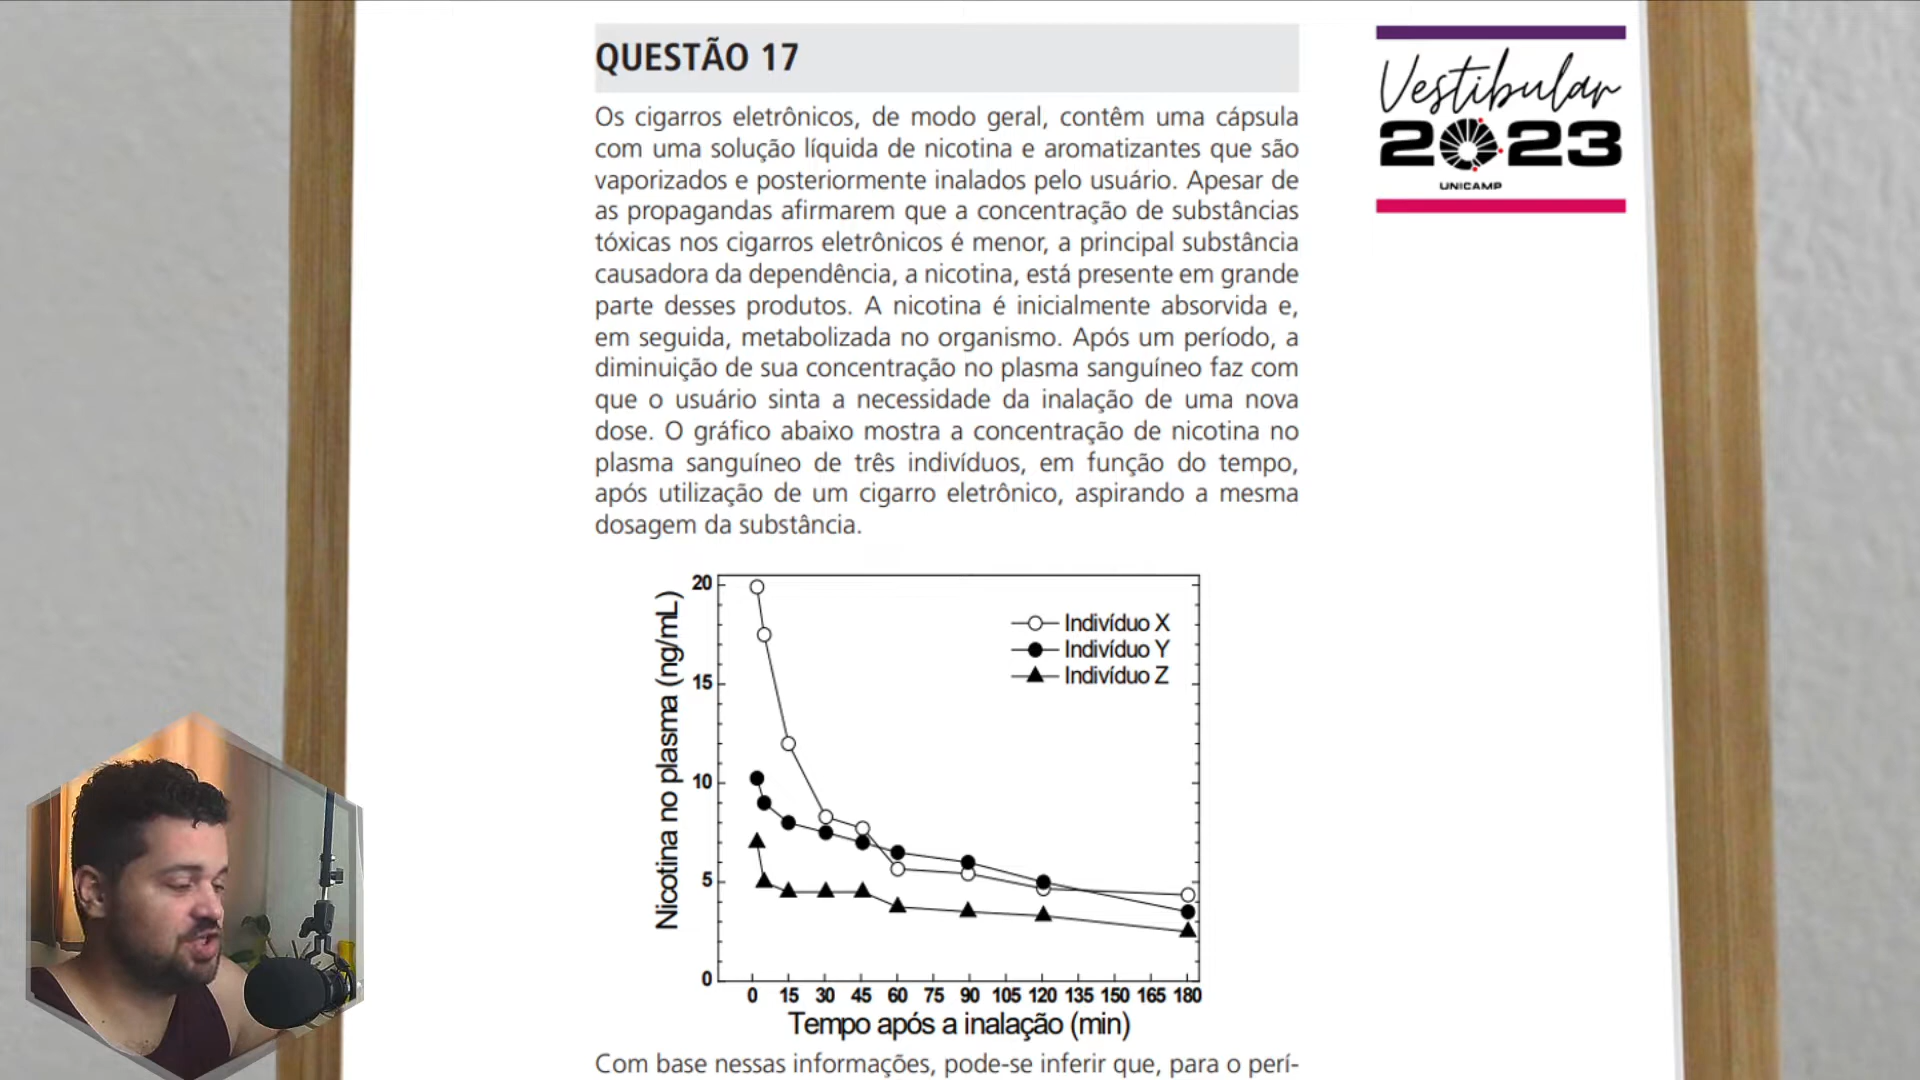 QUESTÃO 17
Os cigarros eletrônicos, de modo geral, contêm uma cápsula
com uma solução líquida de nicotina e aromatizantes que são
vaporizados e posteriormente inalados pelo usuário. Apesar de
as propagandas afirmarem que a concentração de substâncias
tóxicas nos cigarros eletrônicos é menor, a principal substância
causadora da dependência, a nicotina, está presente em grande
parte desses produtos. A nicotina é inicialmente absorvida e,
em seguida, metabolizada no organismo. Após um período, a
diminuição de sua concentração no plasma sanguíneo faz com
que o usuário sinta a necessidade da inalação de uma nova
dose. O gráfico abaixo mostra a concentração de nicotina no
plasma sanguíneo de três indivíduos, em função do tempo,
após utilização de um cigarro eletrônico, aspirando a mesma
dosagem da substância.
Vestibular
2023
UNICAMP
Nicotina no plasma (ng/mL)
20
15
10
5
0
Indivíduo X
Indivíduo Y
Indivíduo Z
0 15 30 45 60 75 90 105 120 135 150 165 180
Tempo após a inalação (min)
Com base nessas informações, pode-se inferir que, para o perí-